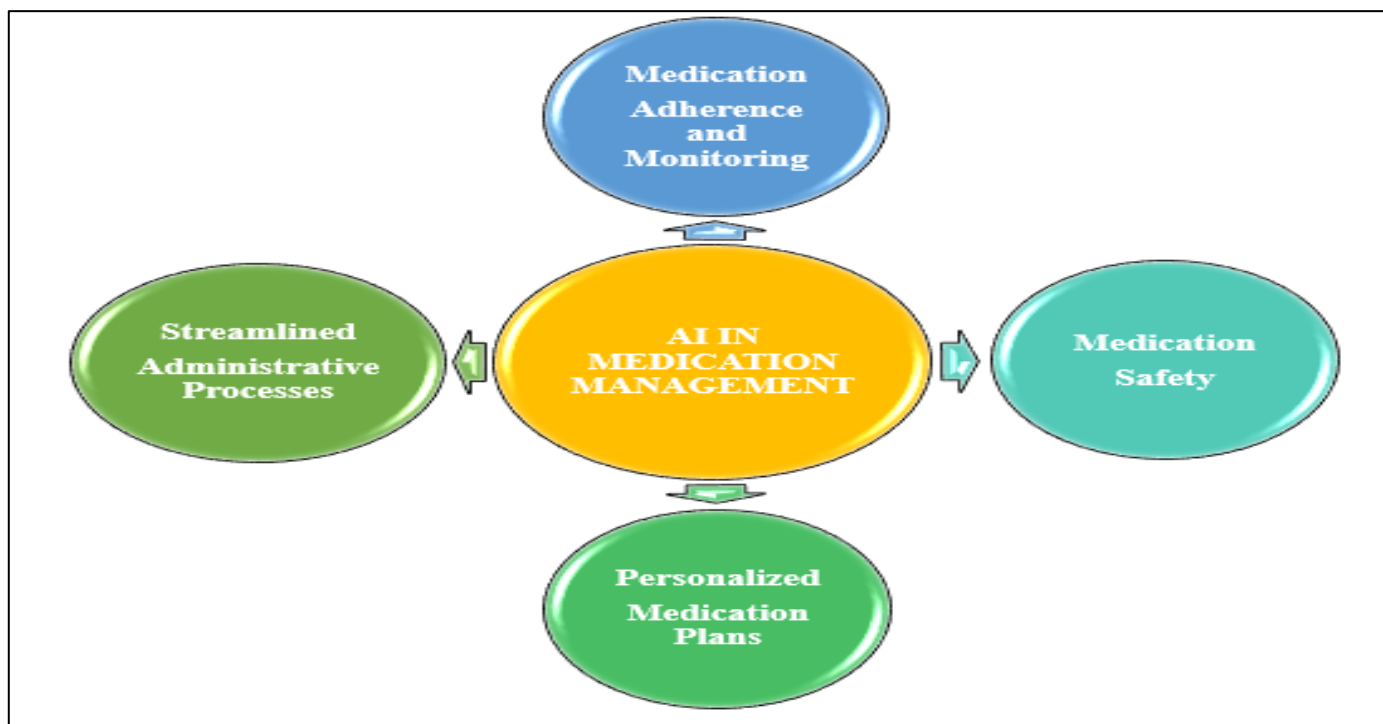 Medication
Adherence
and
Monitoring
Streamlined
Administrative
Processes
AI IN
MEDICATION
MANAGEMENT
Medication
Safety
Personalized
Medication
Plans